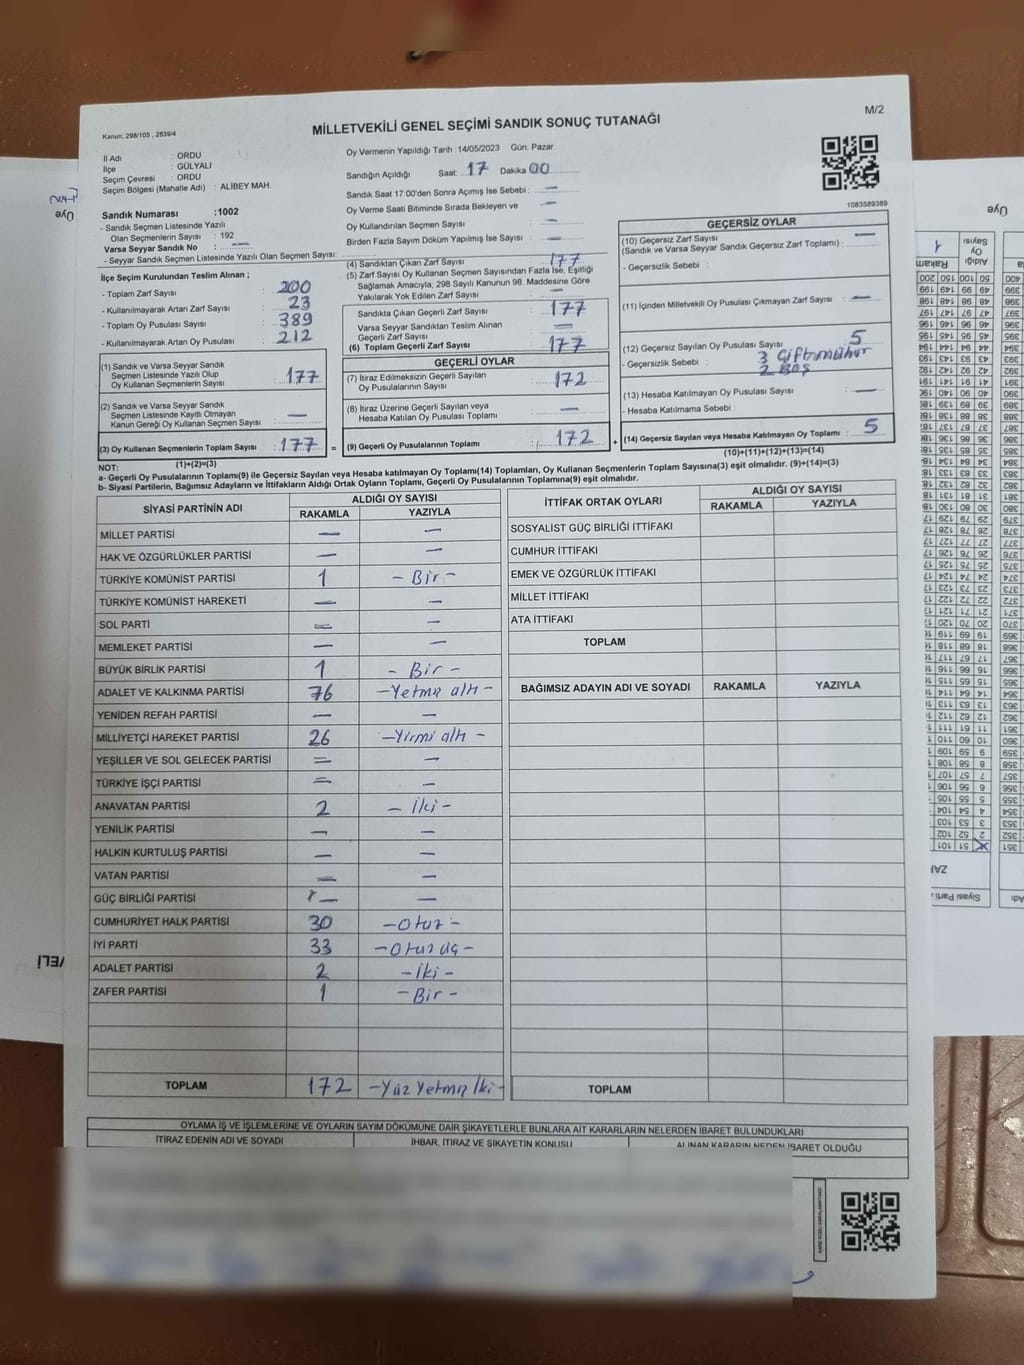 M/2
Kanun: 298/105 , 2839/4
MİLLETVEKİLİ GENEL SEÇİMİ SANDIK SONUÇ TUTANAĞI
İl Adı : ORDU
İlçe : GÜLYALI
Seçim Çevresi : ORDU
Seçim Bölgesi (Mahalle Adı) : ALİBEY MAH.
Sandık Numarası :1002
- Sandık Seçmen Listesinde Yazılı
Olan Seçmenlerin Sayısı : 192
Varsa Seyyar Sandık No : —
- Seyyar Sandık Seçmen Listesinde Yazılı Olan Seçmen Sayısı:
Oy Vermenin Yapıldığı Tarih :14/05/2023 Gün: Pazar
Sandığın Açıldığı Saat: 17 Dakika 00
Sandık Saat 17:00'den Sonra Açımış İse Sebebi : —
Oy Verme Saati Bitiminde Sırada Bekleyen ve —
Oy Kullandırılan Seçmen Sayısı : —
Birden Fazla Sayım Döküm Yapılmış İse Sayısı : —
1083589389
İlçe Seçim Kurulundan Teslim Alınan ;
- Toplam Zarf Sayısı : 200
- Kullanılmayarak Artan Zarf Sayısı : 23
- Toplam Oy Pusulası Sayısı : 389
- Kullanılmayarak Artan Oy Pusulası : 212
(1) Sandık ve Varsa Seyyar Sandık
Seçmen Listesinde Yazılı Olup
Oy Kullanan Seçmenlerin Sayısı : 177
(2) Sandık ve Varsa Seyyar Sandık
Seçmen Listesinde Kayıtlı Olmayan
Kanun Gereği Oy Kullanan Seçmen Sayısı : —
(3) Oy Kullanan Seçmenlerin Toplam Sayısı : 177 =
(1)+(2)=(3)
(4) Sandıktan Çıkan Zarf Sayısı : 177
(5) Zarf Sayısı Oy Kullanan Seçmen Sayısından Fazla İse, Eşitliği
Sağlamak Amacıyla, 298 Sayılı Kanunun 98. Maddesine Göre
Yakılarak Yok Edilen Zarf Sayısı : —
Sandıkta Çıkan Geçerli Zarf Sayısı : 177
Varsa Seyyar Sandıktan Teslim Alınan
Geçerli Zarf Sayısı : —
(6) Toplam Geçerli Zarf Sayısı : 177
GEÇERLİ OYLAR
(7) İtiraz Edilmeksizin Geçerli Sayılan
Oy Pusulalarının Sayısı : 172
(8) İtiraz Üzerine Geçerli Sayılan veya
Hesaba Katılan Oy Pusulası Toplamı : —
(9) Geçerli Oy Pusulalarının Toplamı : 172 +
GEÇERSİZ OYLAR
(10) Geçersiz Zarf Sayısı
(Sandık ve Varsa Seyyar Sandık Geçersiz Zarf Toplamı) : —
- Geçersizlik Sebebi :
(11) İçinden Milletvekili Oy Pusulası Çıkmayan Zarf Sayısı : —
(12) Geçersiz Sayılan Oy Pusulası Sayısı : 5
- Geçersizlik Sebebi : 3 Çift mühür
2 Boş
(13) Hesaba Katılmayan Oy Pusulası Sayısı : —
- Hesaba Katılmama Sebebi :
(14) Geçersiz Sayılan veya Hesaba Katılmayan Oy Toplamı : 5
(10)+(11)+(12)+(13)=(14)
NOT:
a- Geçerli Oy Pusulalarının Toplamı(9) ile Geçersiz Sayılan veya Hesaba katılmayan Oy Toplamı(14) Toplamları, Oy Kullanan Seçmenlerin Toplam Sayısına(3) eşit olmalıdır. (9)+(14)=(3)
b- Siyasi Partilerin, Bağımsız Adayların ve İttifakların Aldığı Ortak Oyların Toplamı, Geçerli Oy Pusulalarının Toplamına(9) eşit olmalıdır.
SİYASİ PARTİNİN ADI ALDIĞI OY SAYISI
RAKAMLA YAZIYLA
MİLLET PARTİSİ — —
HAK VE ÖZGÜRLÜKLER PARTİSİ — —
TÜRKİYE KOMÜNİST PARTİSİ 1 - Bir -
TÜRKİYE KOMÜNİST HAREKETİ — —
SOL PARTİ = —
MEMLEKET PARTİSİ — —
BÜYÜK BİRLİK PARTİSİ 1 - Bir -
ADALET VE KALKINMA PARTİSİ 76 - Yetmiş altı -
YENİDEN REFAH PARTİSİ — —
MİLLİYETÇİ HAREKET PARTİSİ 26 - Yirmi altı -
YEŞİLLER VE SOL GELECEK PARTİSİ = —
TÜRKİYE İŞÇİ PARTİSİ = —
ANAVATAN PARTİSİ 2 - İki -
YENİLİK PARTİSİ — —
HALKIN KURTULUŞ PARTİSİ — —
VATAN PARTİSİ = —
GÜÇ BİRLİĞİ PARTİSİ — —
CUMHURİYET HALK PARTİSİ 30 - Otuz -
İYİ PARTİ 33 - Otuz üç -
ADALET PARTİSİ 2 - İki -
ZAFER PARTİSİ 1 - Bir -
TOPLAM 172 - Yüz Yetmiş İki -
İTTİFAK ORTAK OYLARI ALDIĞI OY SAYISI
RAKAMLA YAZIYLA
SOSYALİST GÜÇ BİRLİĞİ İTTİFAKI
CUMHUR İTTİFAKI
EMEK VE ÖZGÜRLÜK İTTİFAKI
MİLLET İTTİFAKI
ATA İTTİFAKI
TOPLAM
BAĞIMSIZ ADAYIN ADI VE SOYADI RAKAMLA YAZIYLA
TOPLAM
OYLAMA İŞ VE İŞLEMLERİNE VE OYLARIN SAYIM DÖKÜMÜNE DAİR ŞİKAYETLERLE BUNLARA AİT KARARLARIN NELERDEN İBARET BULUNDUKLARI
İTİRAZ EDENİN ADI VE SOYADI İHBAR, İTİRAZ VE ŞİKAYETİN KONUSU ALINAN KARARIN NEDEN İBARET OLDUĞU